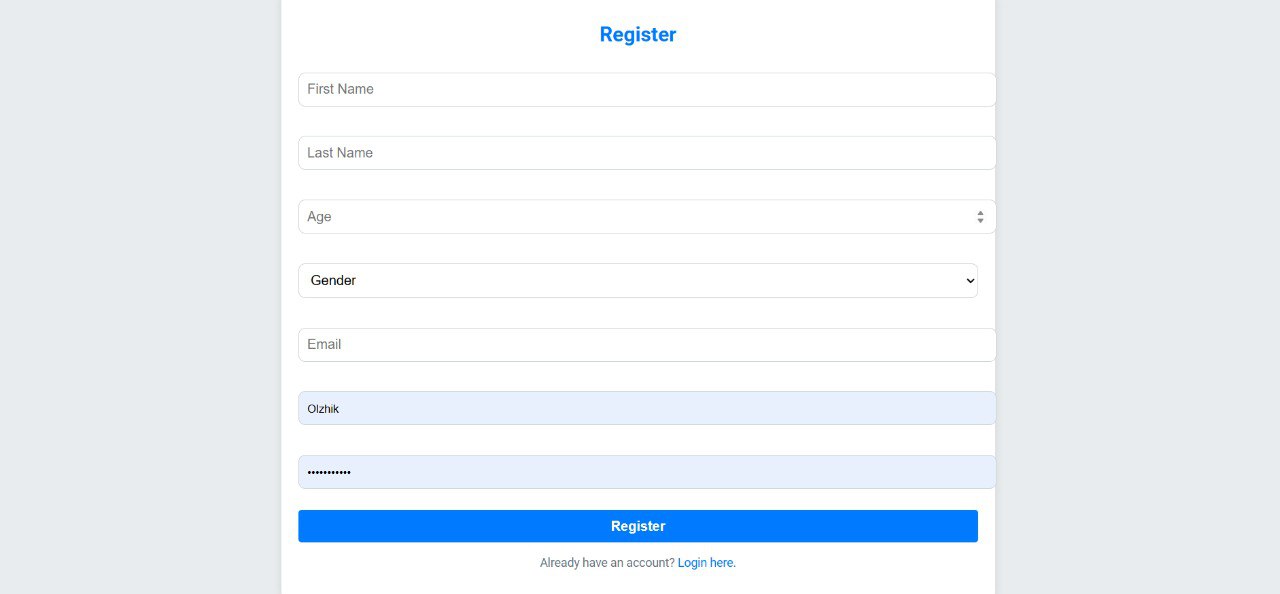 Register
First Name
Last Name
Age
Gender
Email
Olzhik
•••••••••••
Register
Already have an account? Login here.